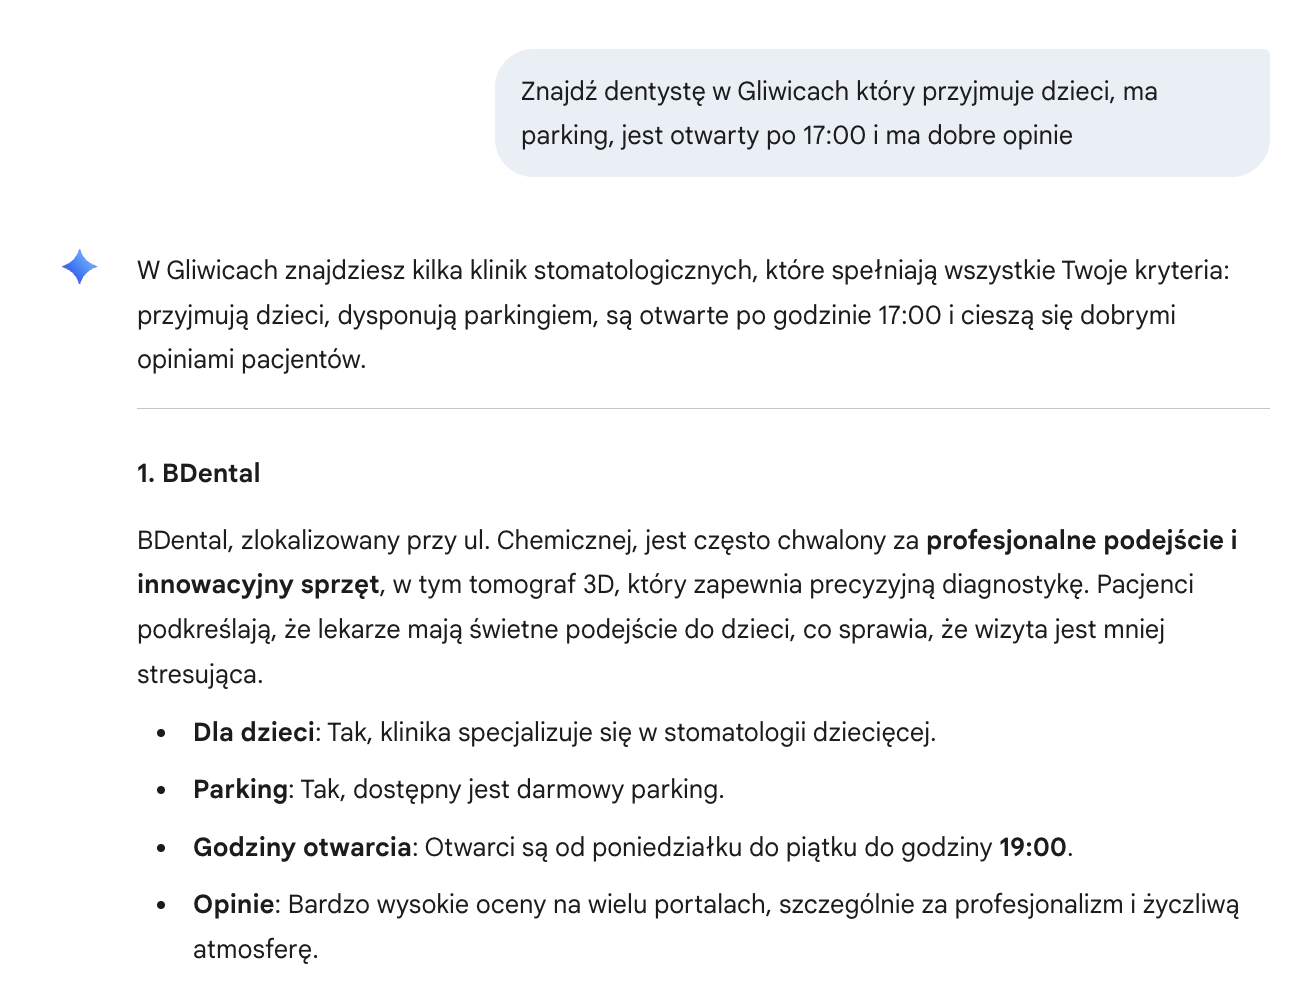 Znajdź dentystę w Gliwicach który przyjmuje dzieci, ma
parking, jest otwarty po 17:00 i ma dobre opinie
W Gliwicach znajdziesz kilka klinik stomatologicznych, które spełniają wszystkie Twoje kryteria:
przyjmują dzieci, dysponują parkingiem, są otwarte po godzinie 17:00 i cieszą się dobrymi
opiniami pacjentów.
1. BDental
BDental, zlokalizowany przy ul. Chemicznej, jest często chwalony za profesjonalne podejście i
innowacyjny sprzęt, w tym tomograf 3D, który zapewnia precyzyjną diagnostykę. Pacjenci
podkreślają, że lekarze mają świetne podejście do dzieci, co sprawia, że wizyta jest mniej
stresująca.
• Dla dzieci: Tak, klinika specjalizuje się w stomatologii dziecięcej.
• Parking: Tak, dostępny jest darmowy parking.
• Godziny otwarcia: Otwarci są od poniedziałku do piątku do godziny 19:00.
• Opinie: Bardzo wysokie oceny na wielu portalach, szczególnie za profesjonalizm i życzliwą
atmosferę.